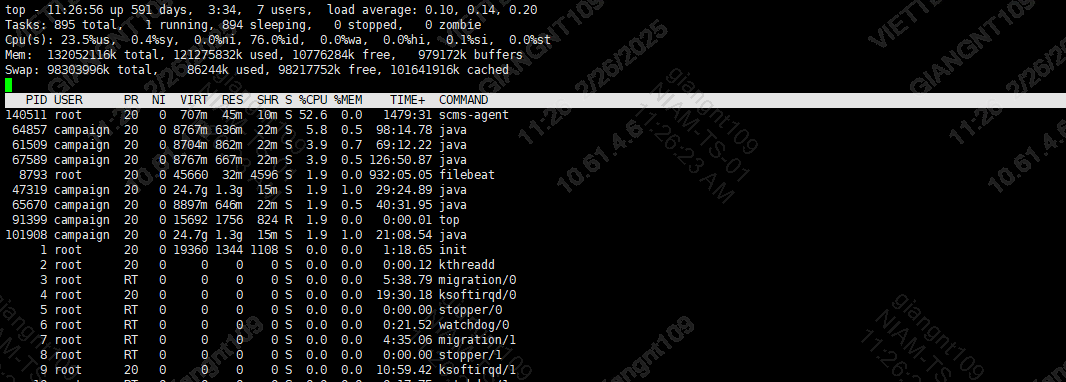 top - 11:26:56 up 591 days,  3:34,  7 users,  load average: 0.10, 0.14, 0.20
Tasks: 895 total,   1 running, 894 sleeping,   0 stopped,   0 zombie
Cpu(s): 23.5%us,  0.4%sy,  0.0%ni, 76.0%id,  0.0%wa,  0.0%hi,  0.1%si,  0.0%st
Mem:  132052116k total, 121275832k used, 10776284k free,   979172k buffers
Swap: 98303996k total,    86244k used, 98217752k free, 101641916k cached
   PID USER      PR  NI  VIRT  RES  SHR S %CPU %MEM    TIME+  COMMAND
140511 root      20   0  707m  45m  10m S 52.6  0.0   1479:31 scms-agent
 64857 campaign  20   0 8767m 636m  22m S  5.8  0.5  98:14.78 java
 61509 campaign  20   0 8704m 862m  22m S  3.9  0.7  69:12.22 java
 67589 campaign  20   0 8767m 667m  22m S  3.9  0.5 126:50.87 java
  8793 root      20   0 45660  32m 4596 S  1.9  0.0 932:05.05 filebeat
 47319 campaign  20   0 24.7g 1.3g  15m S  1.9  1.0  29:24.89 java
 65670 campaign  20   0 8897m 646m  22m S  1.9  0.5  40:31.95 java
 91399 campaign  20   0 15692 1756  824 R  1.9  0.0   0:00.01 top
101908 campaign  20   0 24.7g 1.3g  15m S  1.9  1.0  21:08.54 java
     1 root      20   0 19360 1344 1108 S  0.0  0.0   1:18.65 init
     2 root      20   0     0    0    0 S  0.0  0.0   0:00.12 kthreadd
     3 root      RT   0     0    0    0 S  0.0  0.0   5:38.79 migration/0
     4 root      20   0     0    0    0 S  0.0  0.0  19:30.18 ksoftirqd/0
     5 root      RT   0     0    0    0 S  0.0  0.0   0:00.00 stopper/0
     6 root      RT   0     0    0    0 S  0.0  0.0   0:21.52 watchdog/0
     7 root      RT   0     0    0    0 S  0.0  0.0   4:35.06 migration/1
     8 root      RT   0     0    0    0 S  0.0  0.0   0:00.00 stopper/1
     9 root      20   0     0    0    0 S  0.0  0.0  10:59.42 ksoftirqd/1
VIETTE
GIANGNT109
11:26 12/26/2025
10.61.4.6
giangnt109
NIAM-TS-01
11:26:23 AM